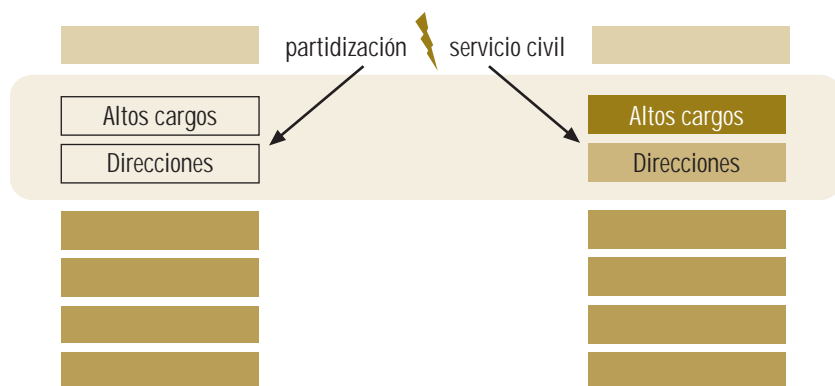 partidización servicio civil
Altos cargos Altos cargos
Direcciones Direcciones